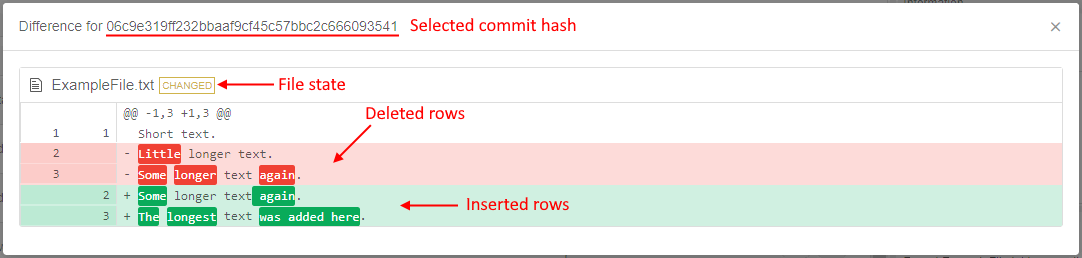 Difference for 06c9e319ff232bbaaf9cf45c57bbc2c666093541 Selected commit hash ×
ExampleFile.txt CHANGED File state
@@ -1,3 +1,3 @@
Deleted rows
1 1 Short text.
2 - Little longer text.
3 - Some longer text again.
2 + Some longer text again.
Inserted rows
3 + The longest text was added here.